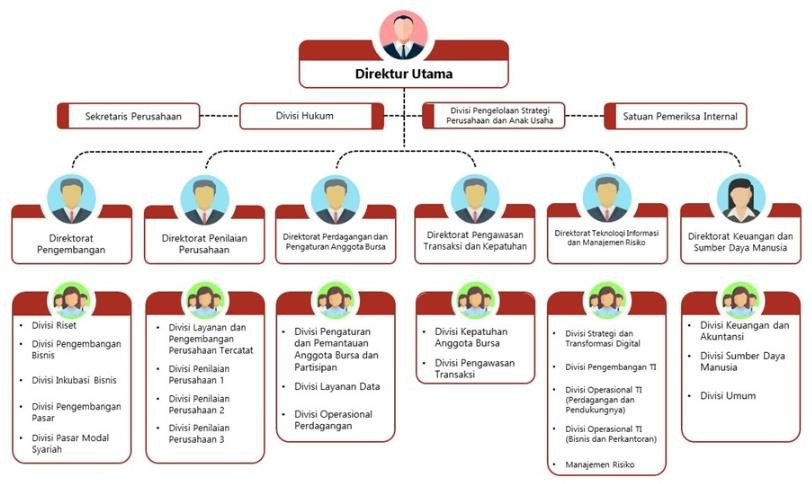 Direktur Utama
Sekretaris Perusahaan
Divisi Hukum
Divisi Pengelolaan Strategi
Perusahaan dan Anak Usaha
Satuan Pemeriksa Internal
Direktorat
Pengembangan
Direktorat Penilaian
Perusahaan
Direktorat Perdagangan dan
Pengaturan Anggota Bursa
Direktorat Pengawasan
Transaksi dan Kepatuhan
Direktorat Teknologi Informasi
dan Manajemen Risiko
Direktorat Keuangan dan
Sumber Daya Manusia
• Divisi Riset
• Divisi Pengembangan
Bisnis
• Divisi Inkubasi Bisnis
• Divisi Pengembangan
Pasar
• Divisi Pasar Modal
Syariah
• Divisi Layanan dan
Pengembangan
Perusahaan Tercatat
• Divisi Penilaian
Perusahaan 1
• Divisi Penilaian
Perusahaan 2
• Divisi Penilaian
Perusahaan 3
• Divisi Pengaturan
dan Pemantauan
Anggota Bursa dan
Partisipan
• Divisi Layanan Data
• Divisi Operasional
Perdagangan
• Divisi Kepatuhan
Anggota Bursa
• Divisi Pengawasan
Transaksi
• Divisi Strategi dan
Transformasi Digital
• Divisi Pengembangan TI
• Divisi Operasional TI
(Perdagangan dan
Pendukungnya)
• Divisi Operasional TI
(Bisnis dan Perkantoran)
• Manajemen Risiko
• Divisi Keuangan dan
Akuntansi
• Divisi Sumber Daya
Manusia
• Divisi Umum